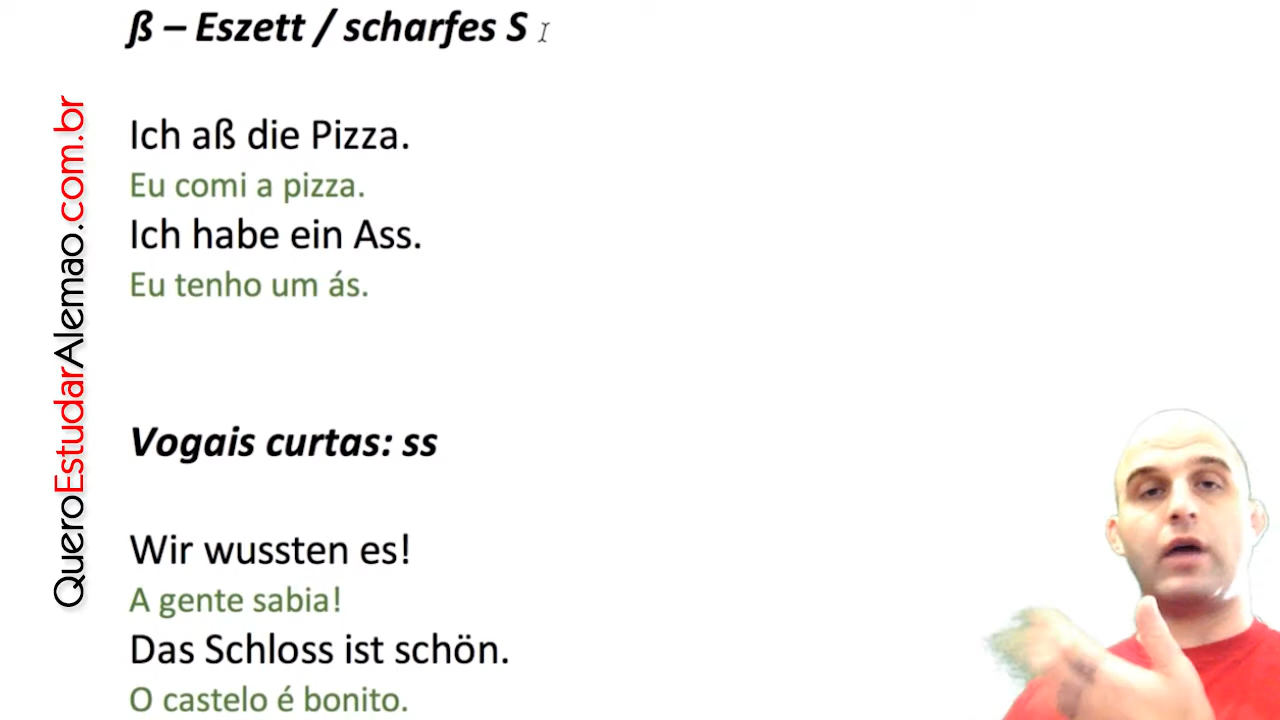 ß – Eszett / scharfes S
Ich aß die Pizza.
Eu comi a pizza.
Ich habe ein Ass.
Eu tenho um ás.
Vogais curtas: ss
Wir wussten es!
A gente sabia!
Das Schloss ist schön.
O castelo é bonito.
QueroEstudarAlemao.com.br